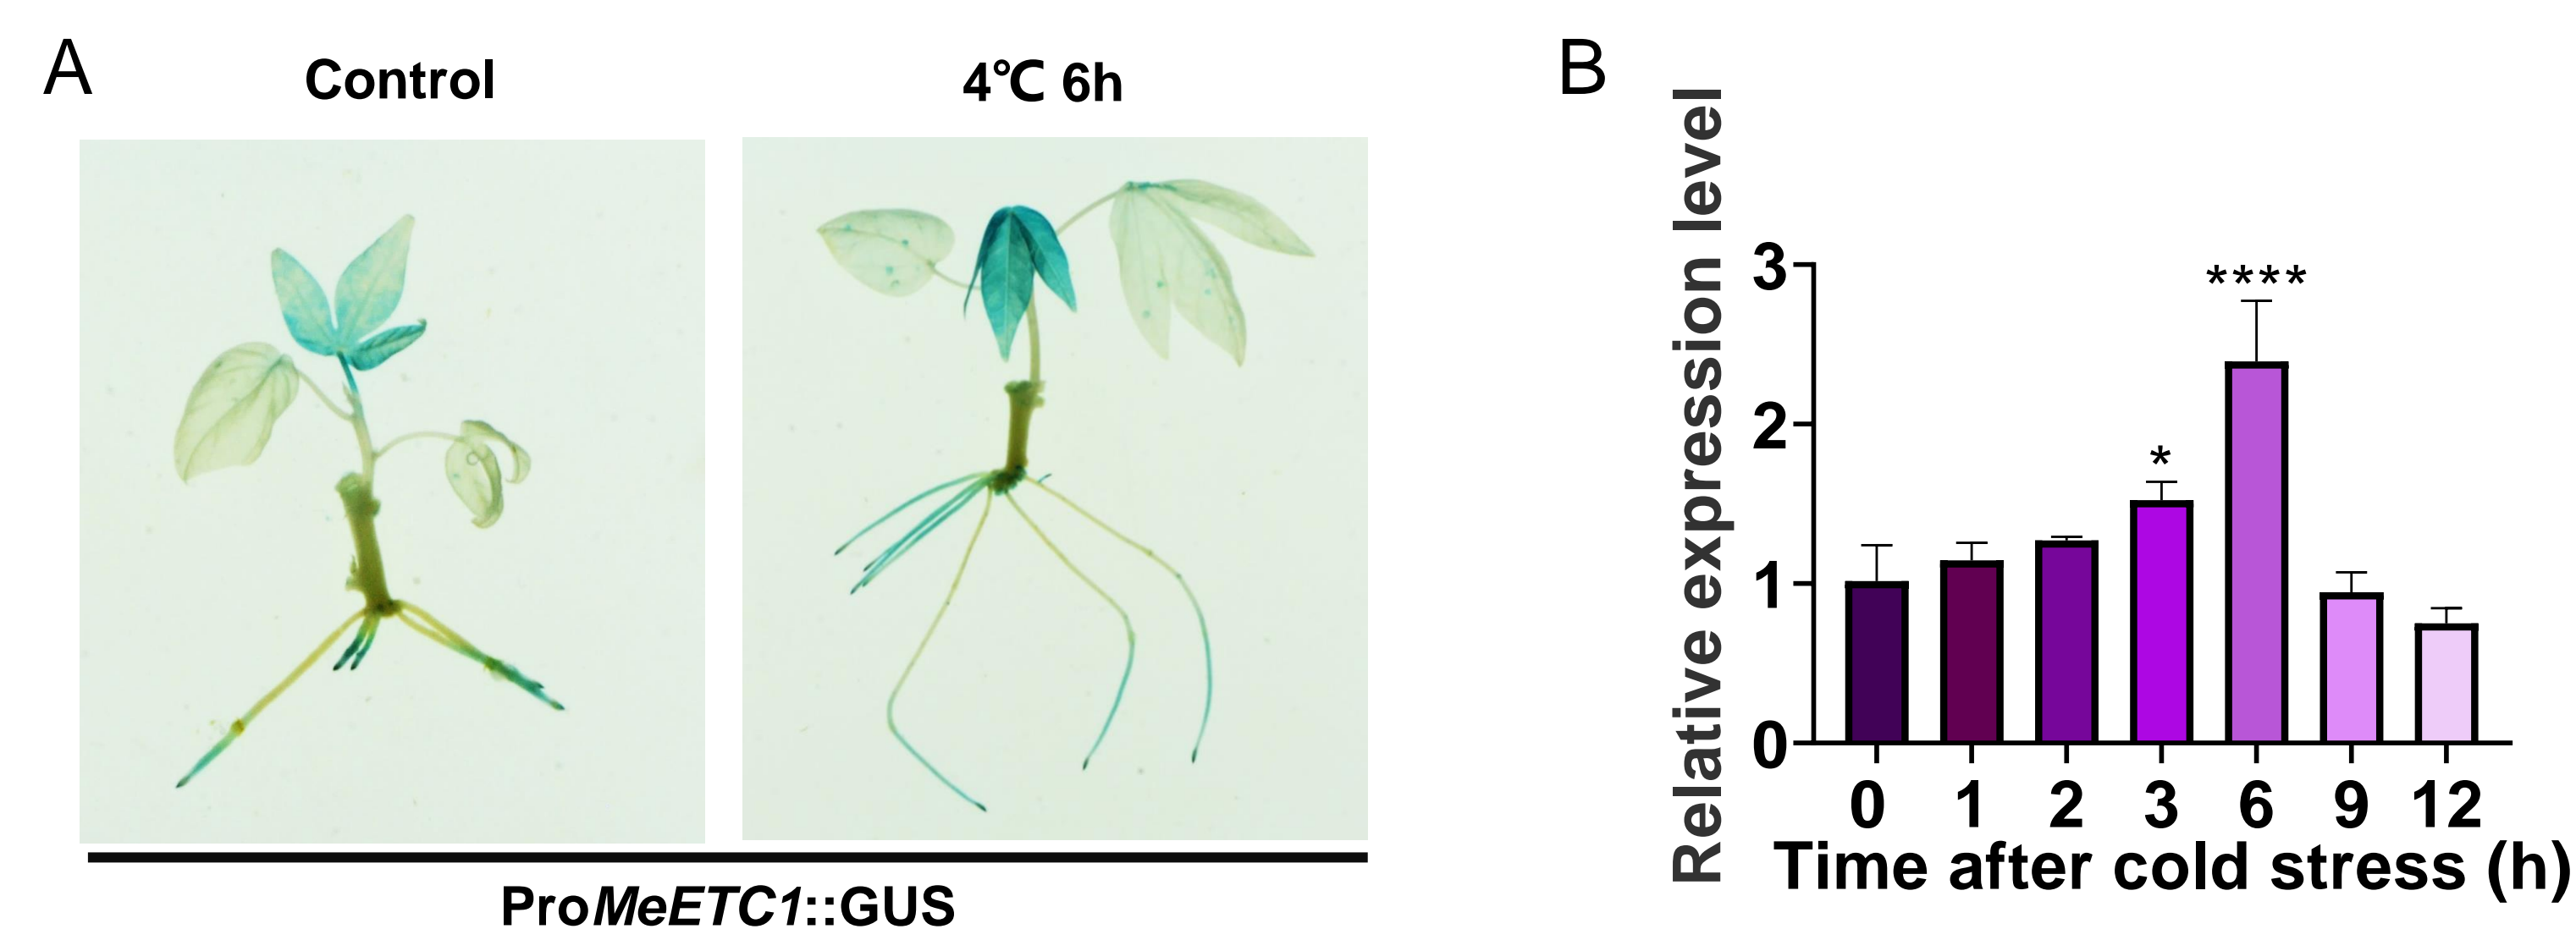 A
Control
4℃ 6h
ProMeETC1::GUS
B
Relative expression level
3
2
1
0
*
****
0 1 2 3 6 9 12
Time after cold stress (h)